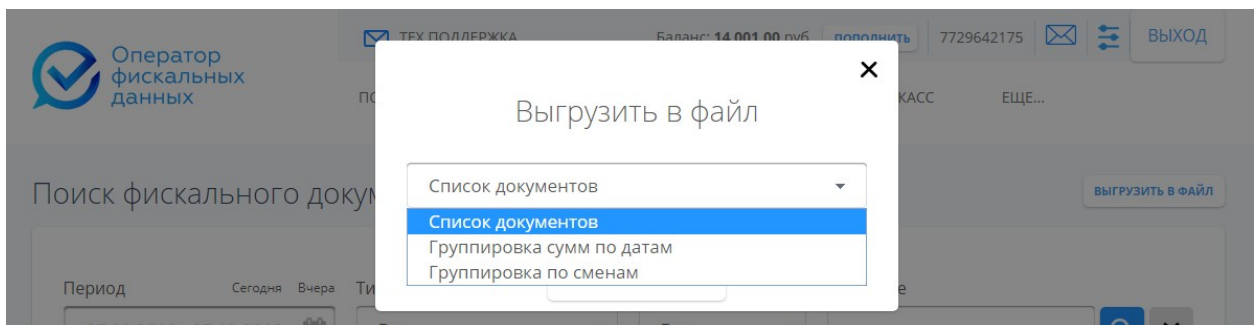 Оператор
фискальных
данных
ТЕХ ПОДДЕРЖКА
Баланс: 14 001.00 руб
пополнить
7729642175
ВЫХОД
КАСС
ЕЩЕ...
Выгрузить в файл
Список документов
Список документов
Группировка сумм по датам
Группировка по сменам
Поиск фискального
ВЫГРУЗИТЬ В ФАЙЛ
Период
Сегодня Вчера